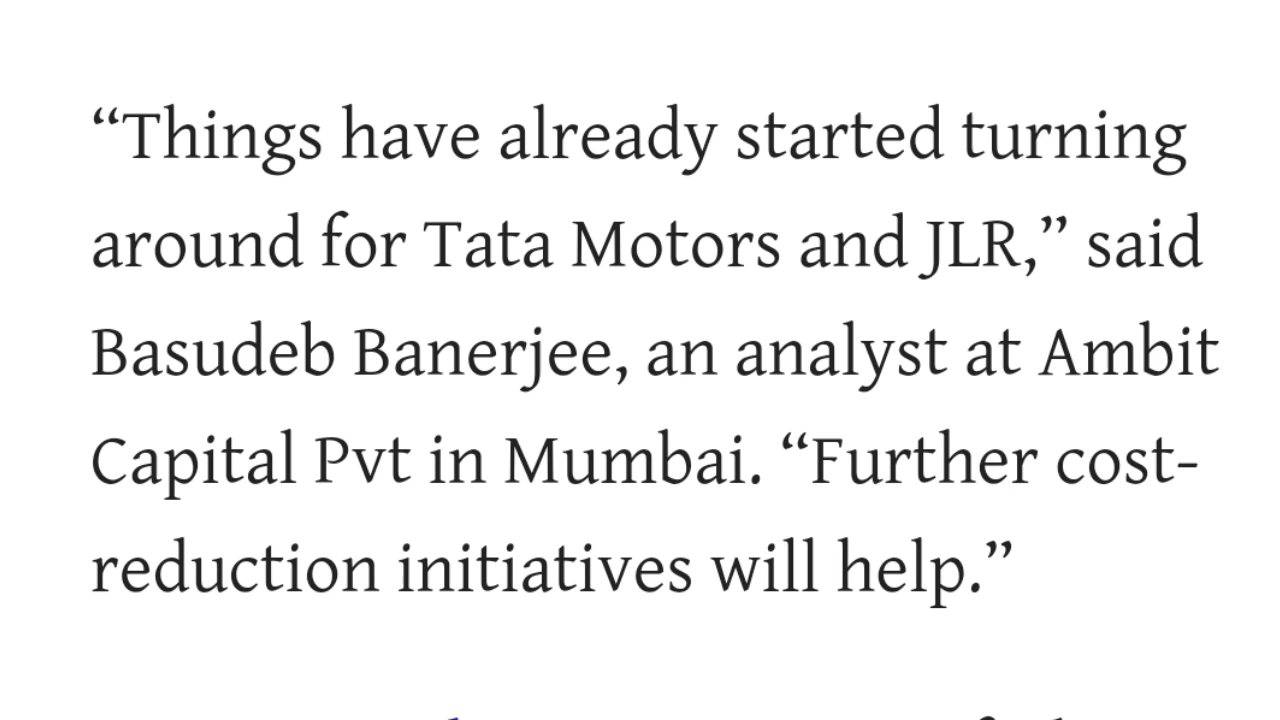 “Things have already started turning
around for Tata Motors and JLR,” said
Basudeb Banerjee, an analyst at Ambit
Capital Pvt in Mumbai. “Further cost-
reduction initiatives will help.”